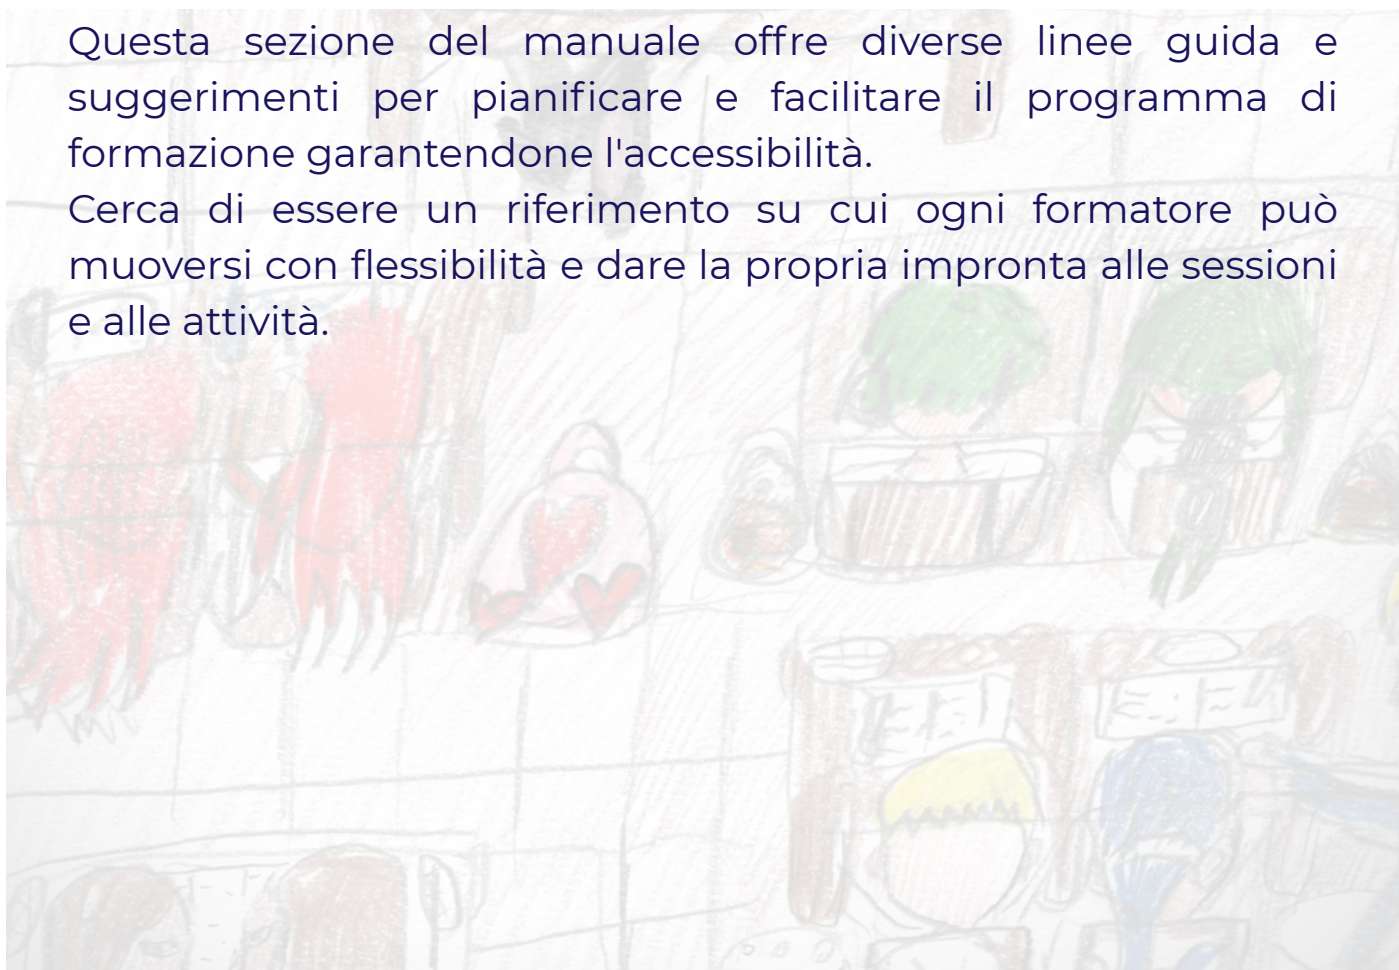 Questa sezione del manuale offre diverse linee guida e
suggerimenti per pianificare e facilitare il programma di
formazione garantendone l'accessibilità.
Cerca di essere un riferimento su cui ogni formatore può
muoversi con flessibilità e dare la propria impronta alle sessioni
e alle attività.